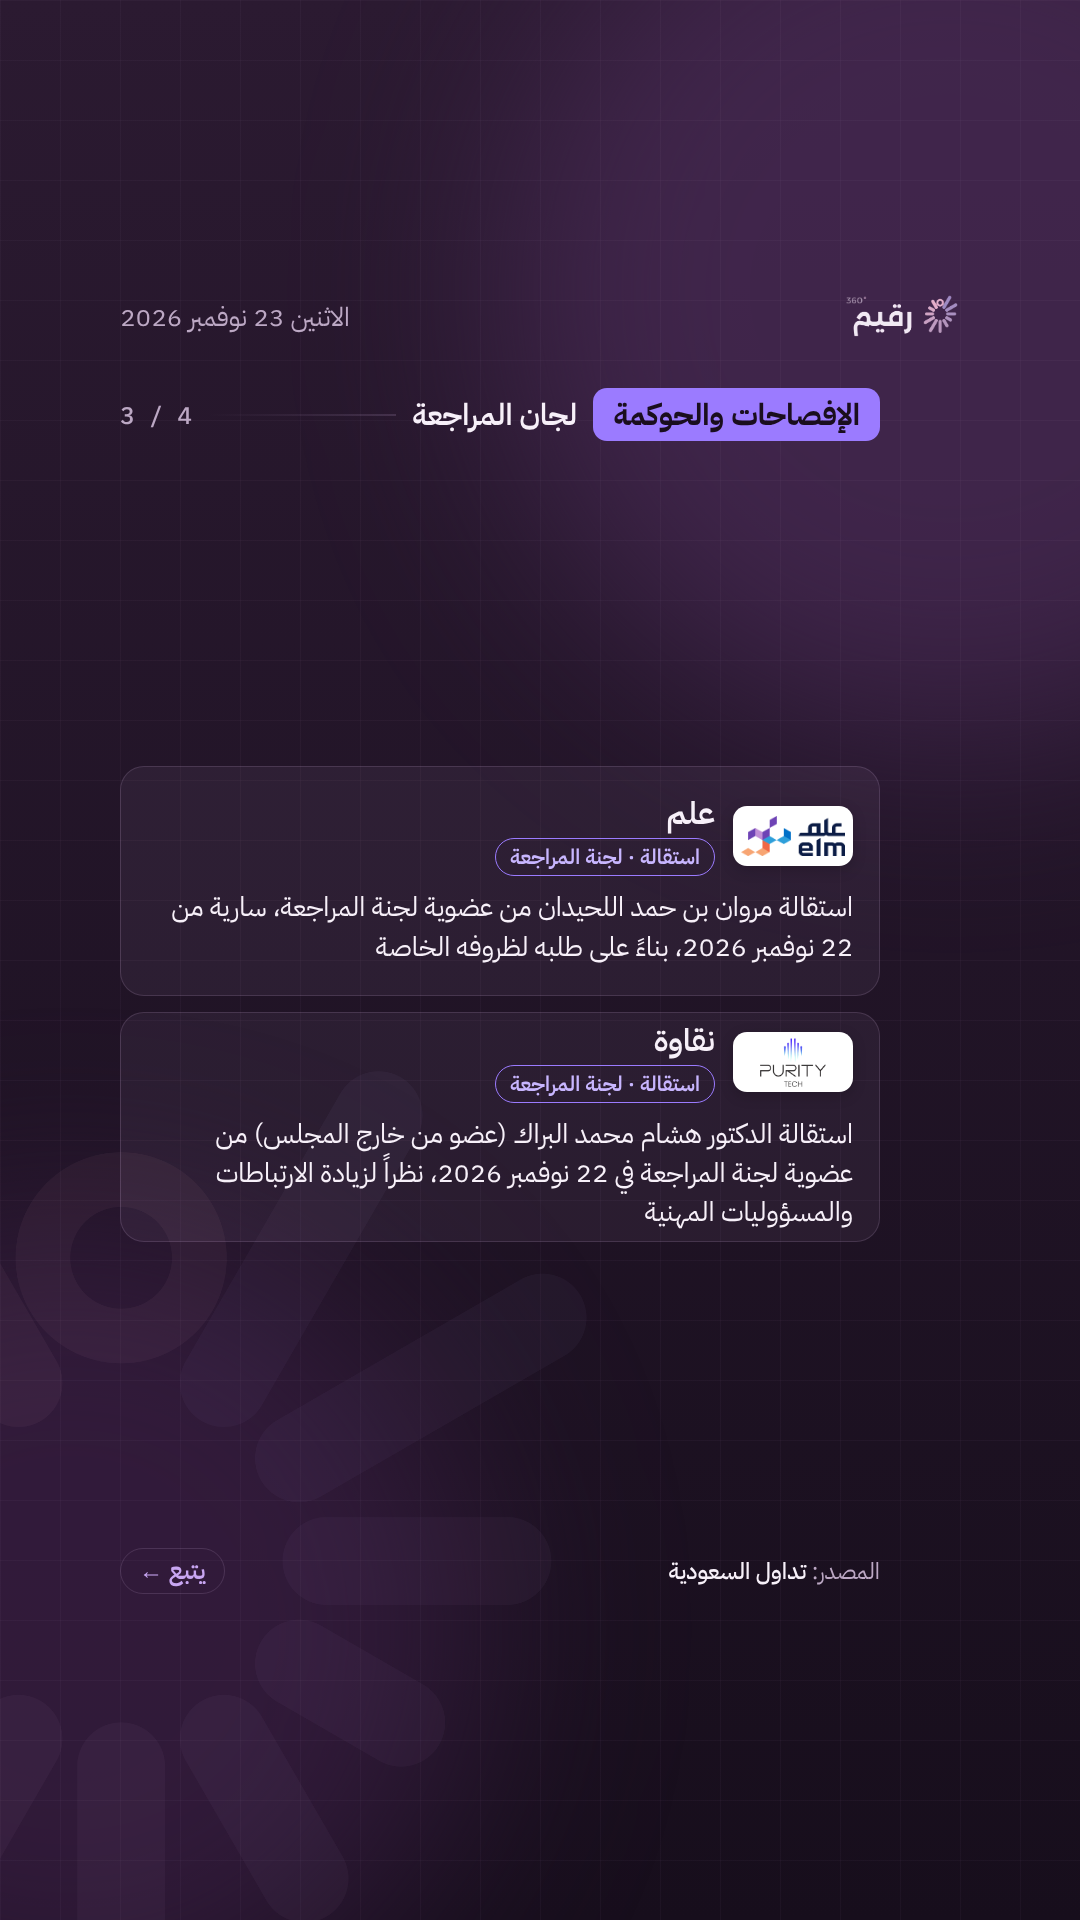 رقيم 360°
الاثنين 23 نوفمبر 2026
الإفصاحات والحوكمة لجان المراجعة 3 / 4
علم elm
علم
استقالة · لجنة المراجعة
استقالة مروان بن حمد اللحيدان من عضوية لجنة المراجعة، سارية من
22 نوفمبر 2026، بناءً على طلبه لظروفه الخاصة
PURITY
TECH
نقاوة
استقالة · لجنة المراجعة
استقالة الدكتور هشام محمد البراك (عضو من خارج المجلس) من
عضوية لجنة المراجعة في 22 نوفمبر 2026، نظراً لزيادة الارتباطات
والمسؤوليات المهنية
المصدر: تداول السعودية
يتبع ←